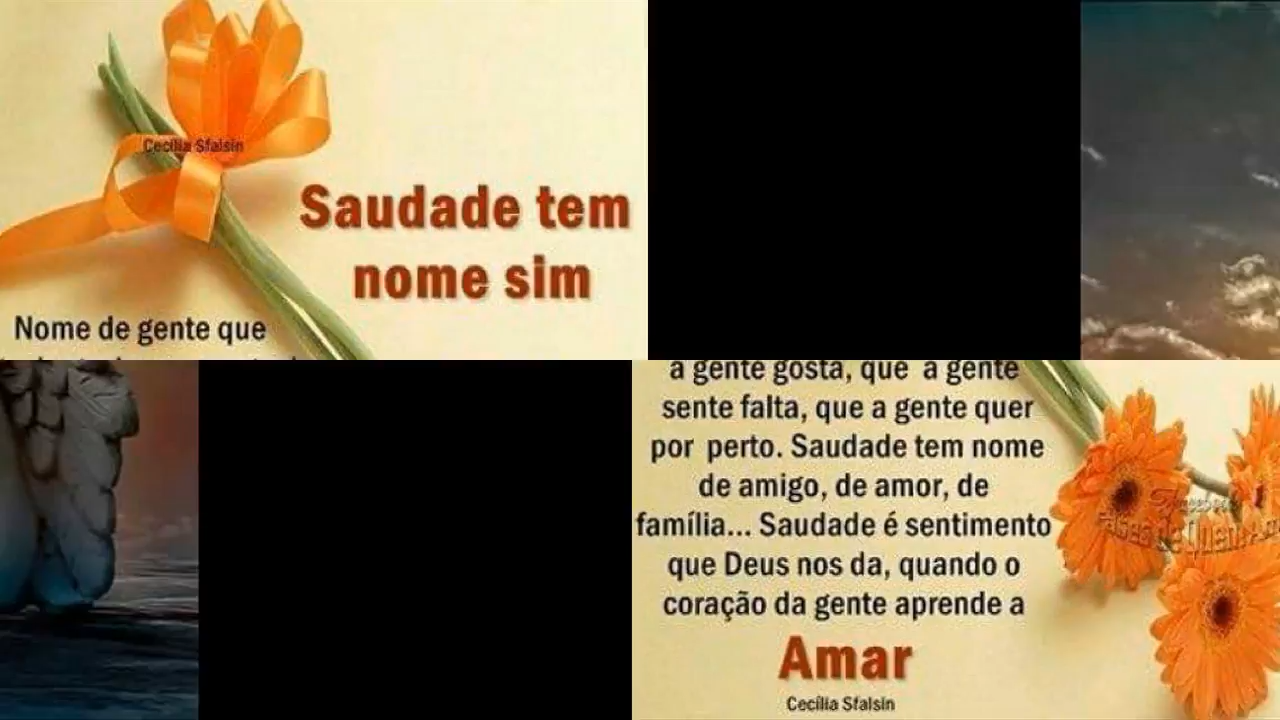 Cecília Sfalsin
Saudade tem
nome sim
Nome de gente que
a gente gosta, que a gente
sente falta, que a gente quer
por perto. Saudade tem nome
de amigo, de amor, de
família... Saudade é sentimento
que Deus nos da, quando o
coração da gente aprende a
Amar
Cecília Sfalsin